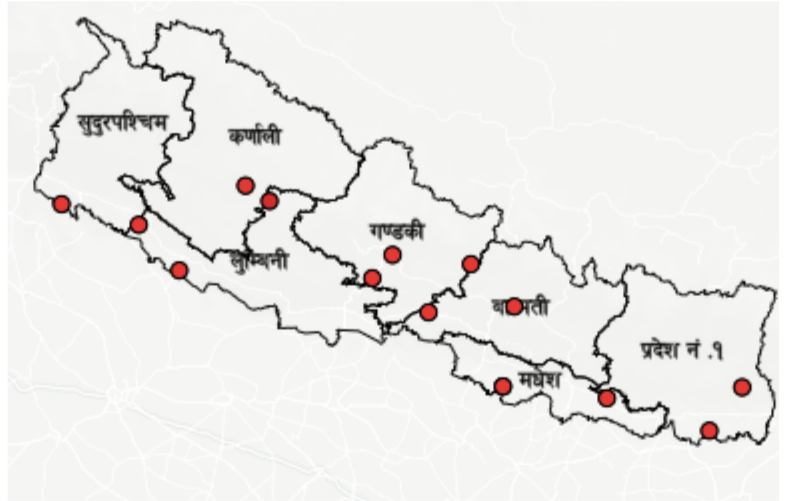 सुदुरपश्चिम
कर्णाली
गण्डकी
लुम्बिनी
प्रदेश नं .१
मधेश